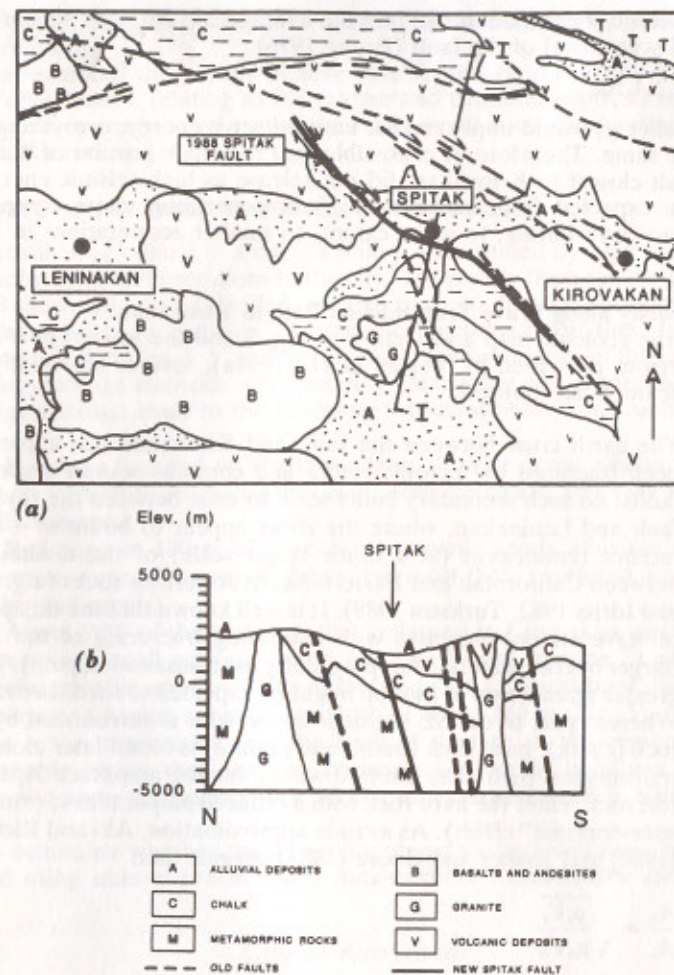 (a)
1988 SPITAK
FAULT
SPITAK
LENINAKAN
KIROVAKAN
N
I
I
Elev. (m)
SPITAK
5000
(b)
0
-5000
N
S
A ALLUVIAL DEPOSITS
B BASALTS AND ANDESITES
C CHALK
G GRANITE
M METAMORPHIC ROCKS
V VOLCANIC DEPOSITS
OLD FAULTS
NEW SPITAK FAULT